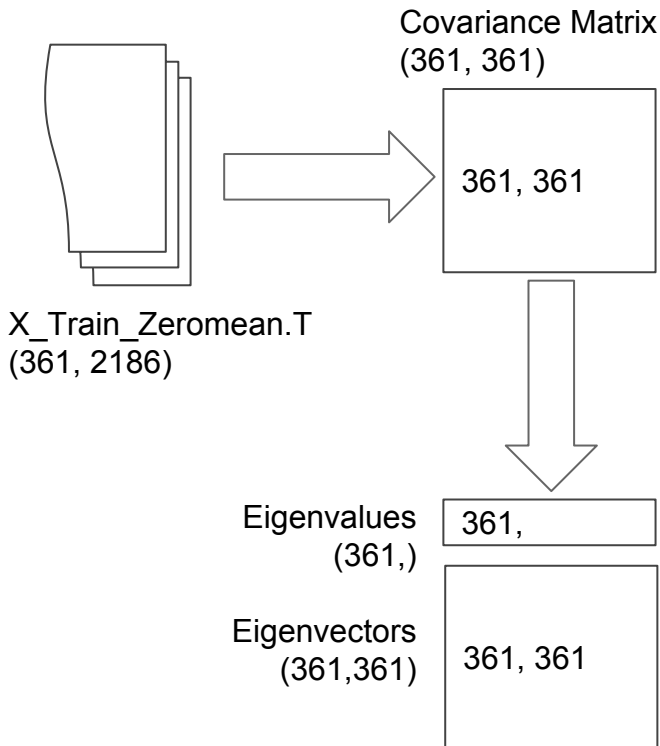 Covariance Matrix
(361, 361)
361, 361
X_Train_Zeromean.T
(361, 2186)
Eigenvalues
(361,)
361,
Eigenvectors
(361,361)
361, 361